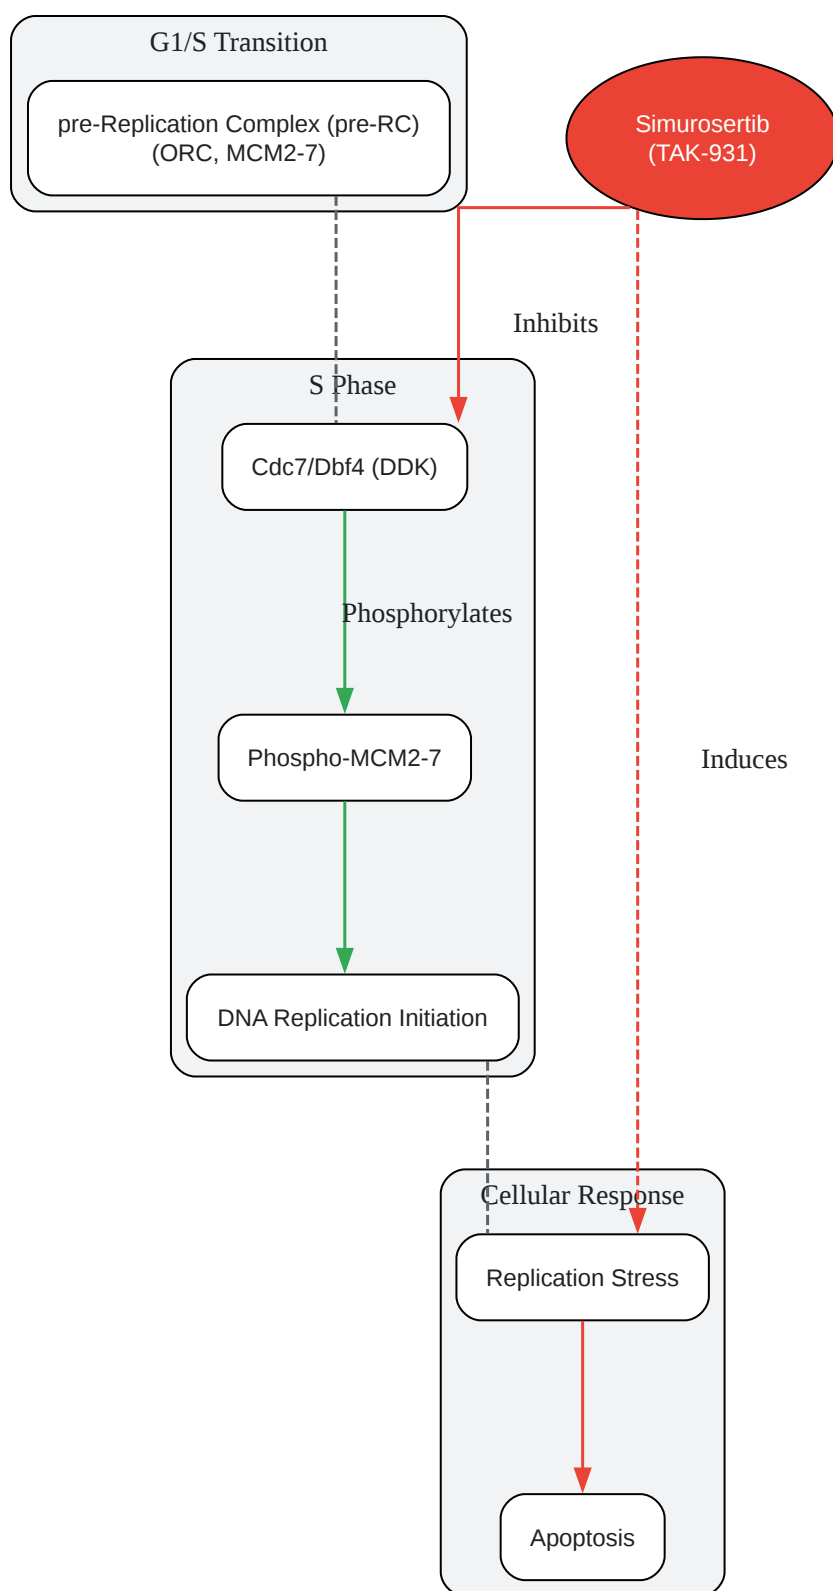 G1/S Transition
pre-Replication Complex (pre-RC)
(ORC, MCM2-7)
Simurosertib
(TAK-931)
Inhibits
S Phase
Cdc7/Dbf4 (DDK)
Phosphorylates
Phospho-MCM2-7
Induces
DNA Replication Initiation
Cellular Response
Replication Stress
Apoptosis